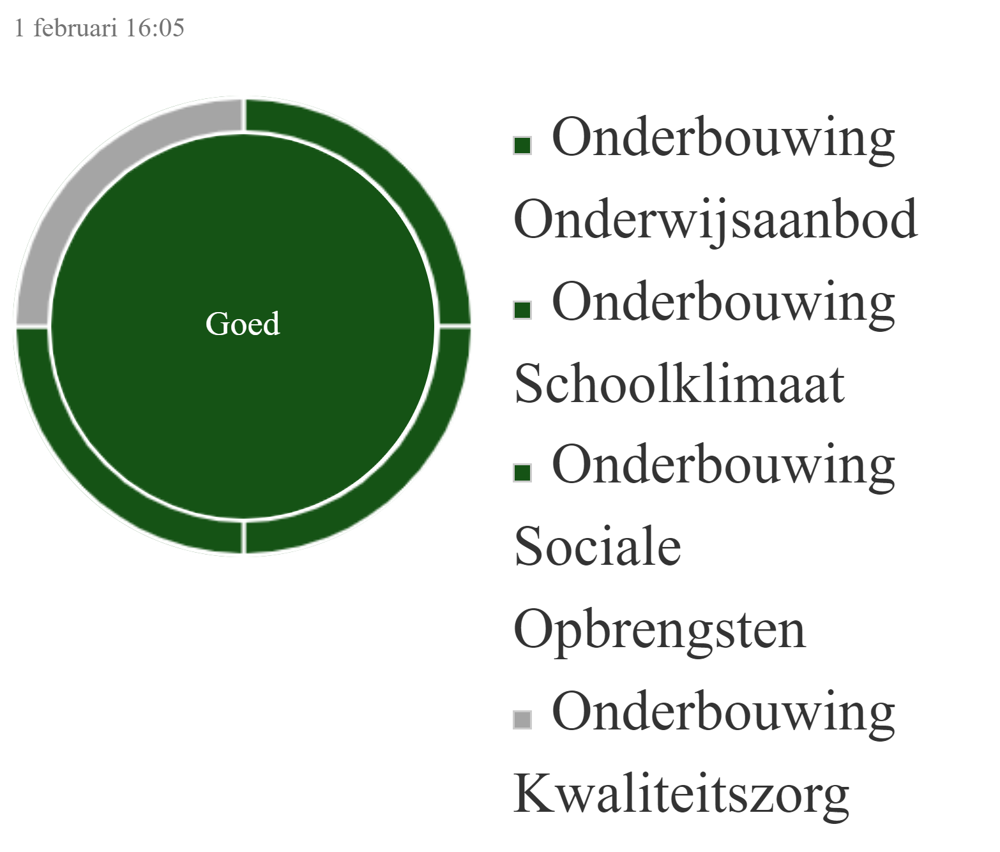 1 februari 16:05
Goed
Onderbouwing
Onderwijsaanbod
Onderbouwing
Schoolklimaat
Onderbouwing
Sociale
Opbrengsten
Onderbouwing
Kwaliteitszorg